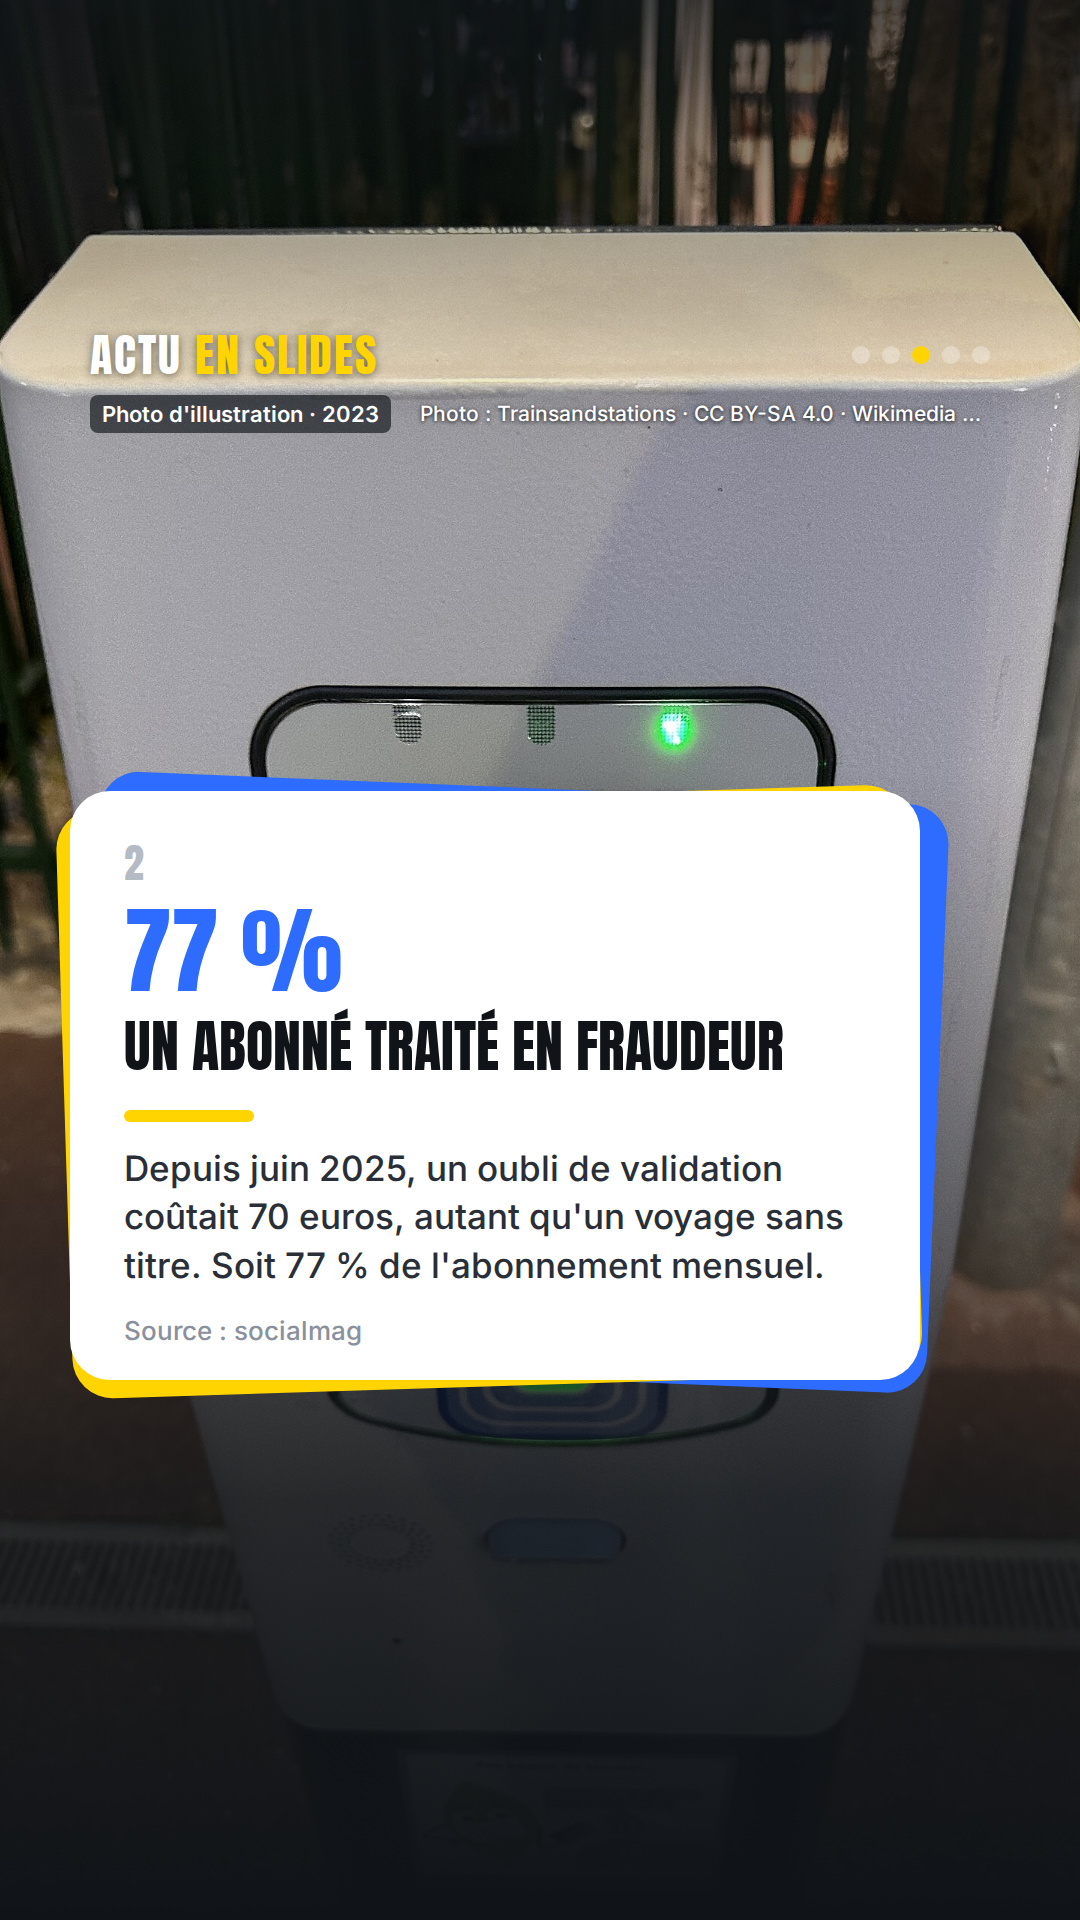 ACTU EN SLIDES
Photo d'illustration · 2023
Photo : Trainsandstations · CC BY-SA 4.0 · Wikimedia ...
2
77 %
UN ABONNÉ TRAITÉ EN FRAUDEUR
Depuis juin 2025, un oubli de validation
coûtait 70 euros, autant qu'un voyage sans
titre. Soit 77 % de l'abonnement mensuel.
Source : socialmag